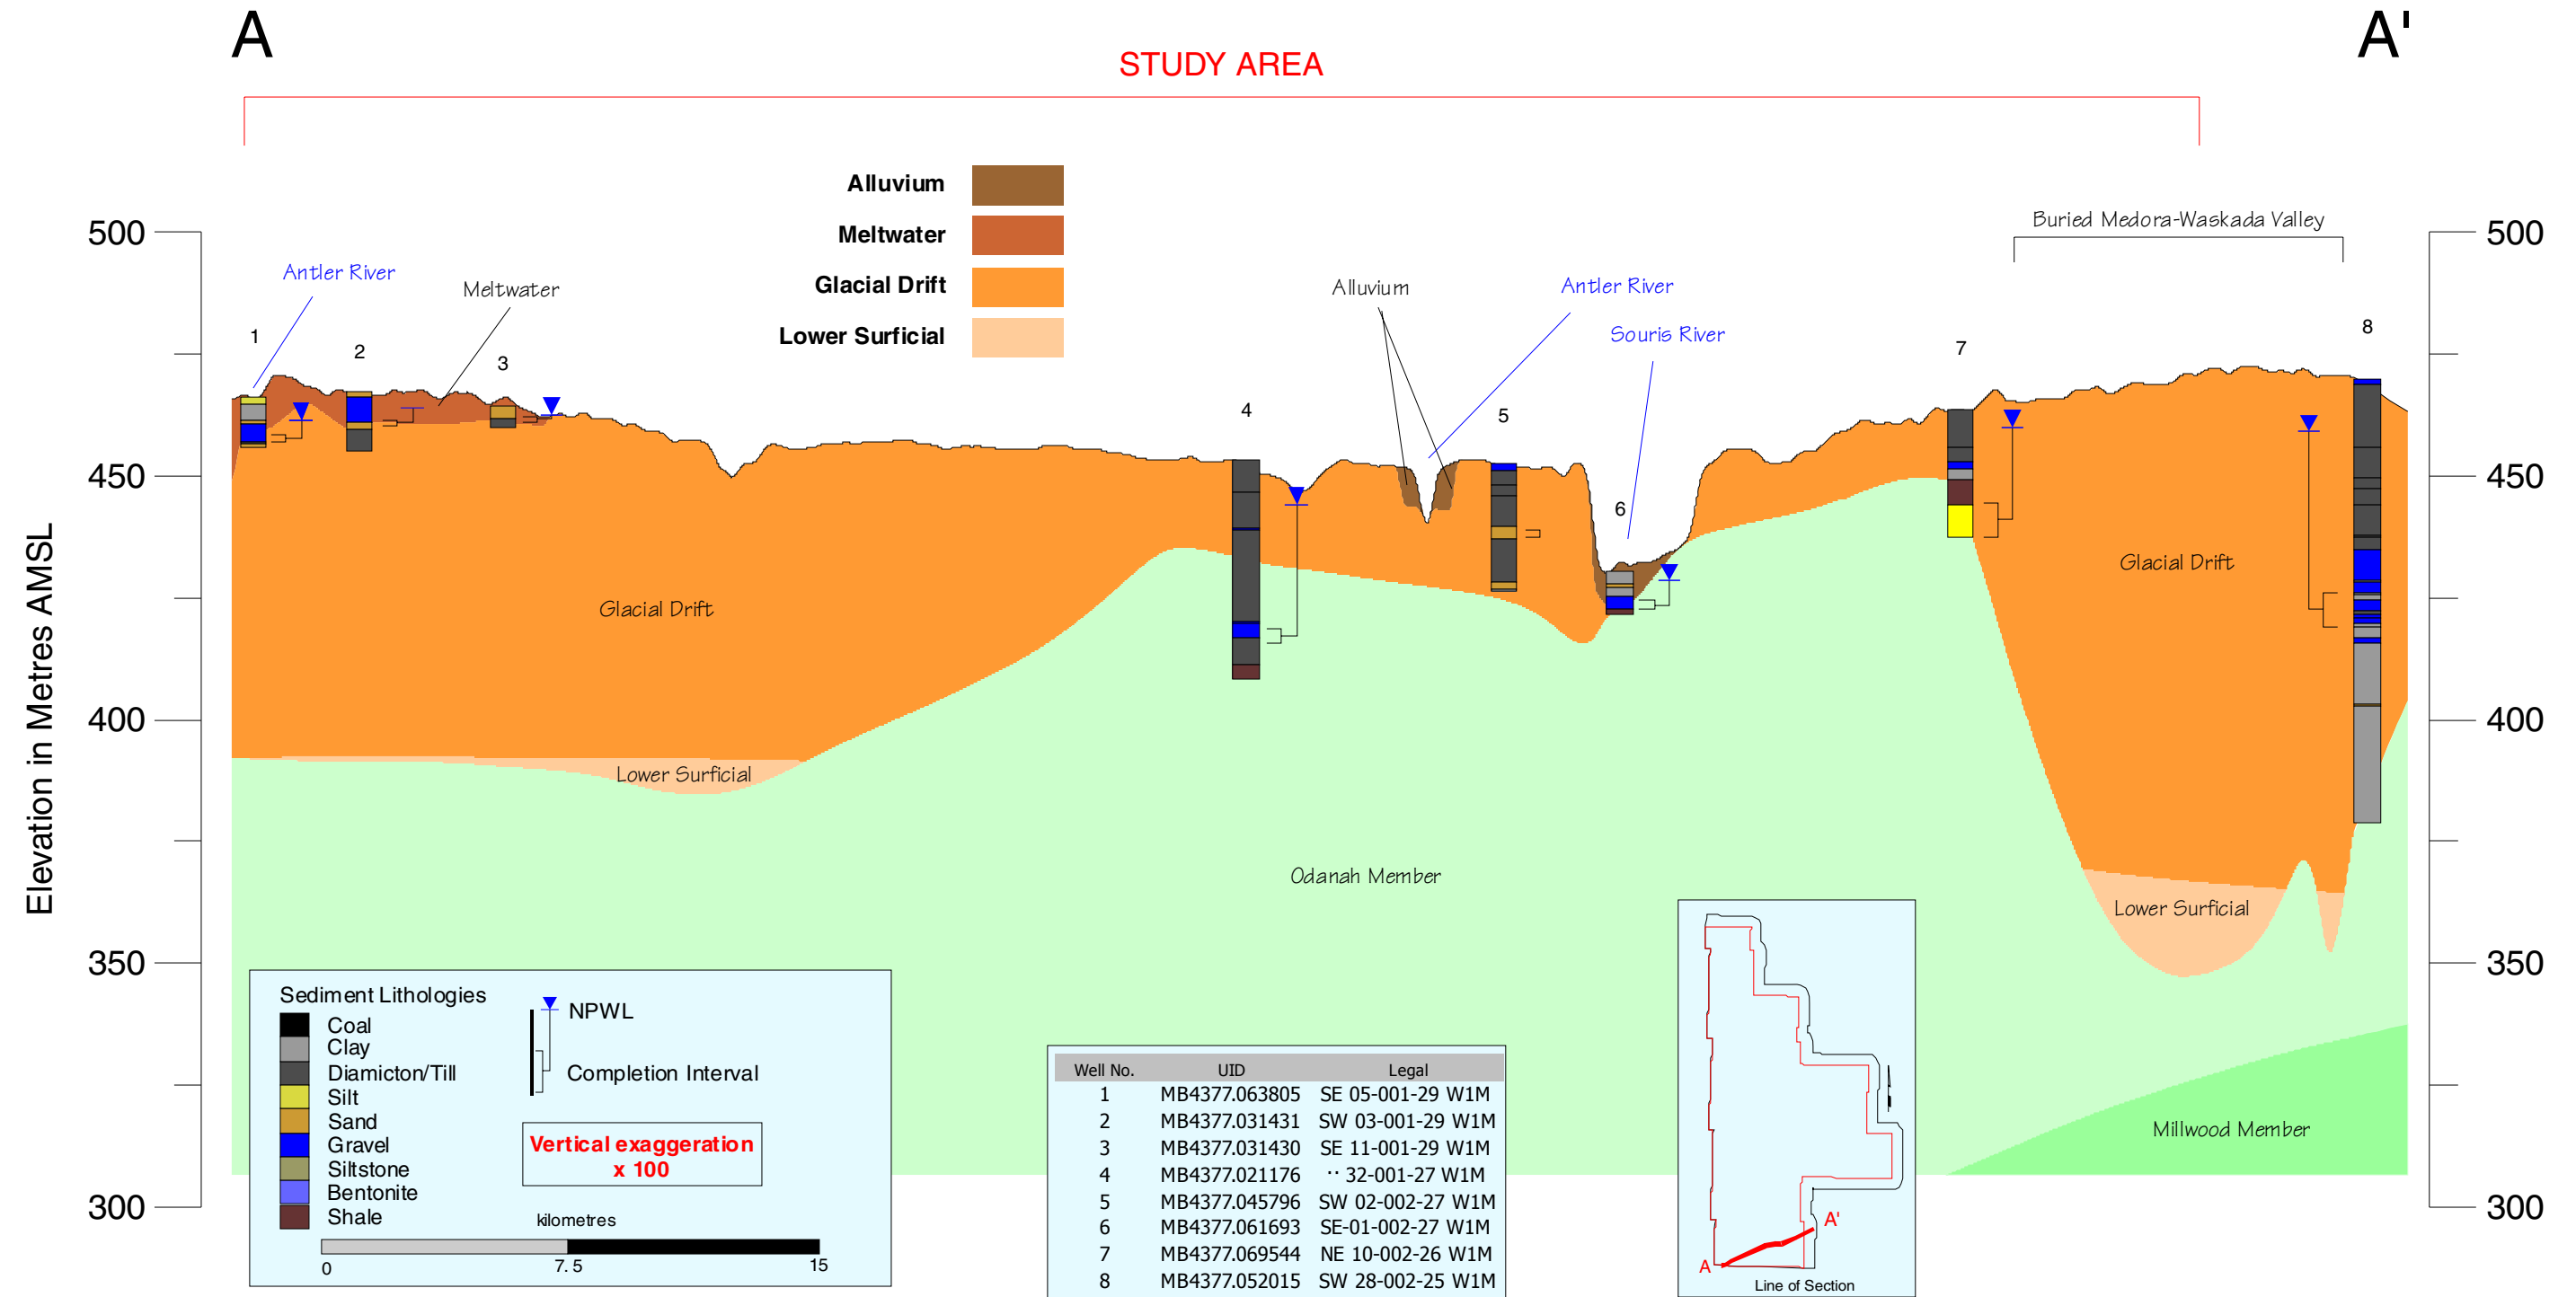 A
A'
STUDY AREA
Alluvium
Meltwater
Glacial Drift
Lower Surficial
Buried Medora-Waskada Valley
500
450
400
350
300
Elevation in Metres AMSL
500
450
400
350
300
Antler River
Meltwater
Alluvium
Antler River
Souris River
1
2
3
4
5
6
7
8
Glacial Drift
Glacial Drift
Lower Surficial
Lower Surficial
Odanah Member
Millwood Member
Sediment Lithologies
Coal
Clay
Diamicton/Till
Silt
Sand
Gravel
Siltstone
Bentonite
Shale
NPWL
Completion Interval
Vertical exaggeration
x 100
kilometres
0 7.5 15
Well No. UID Legal
1 MB4377.063805 SE 05-001-29 W1M
2 MB4377.031431 SW 03-001-29 W1M
3 MB4377.031430 SE 11-001-29 W1M
4 MB4377.021176 ·· 32-001-27 W1M
5 MB4377.045796 SW 02-002-27 W1M
6 MB4377.061693 SE-01-002-27 W1M
7 MB4377.069544 NE 10-002-26 W1M
8 MB4377.052015 SW 28-002-25 W1M
A'
A
Line of Section